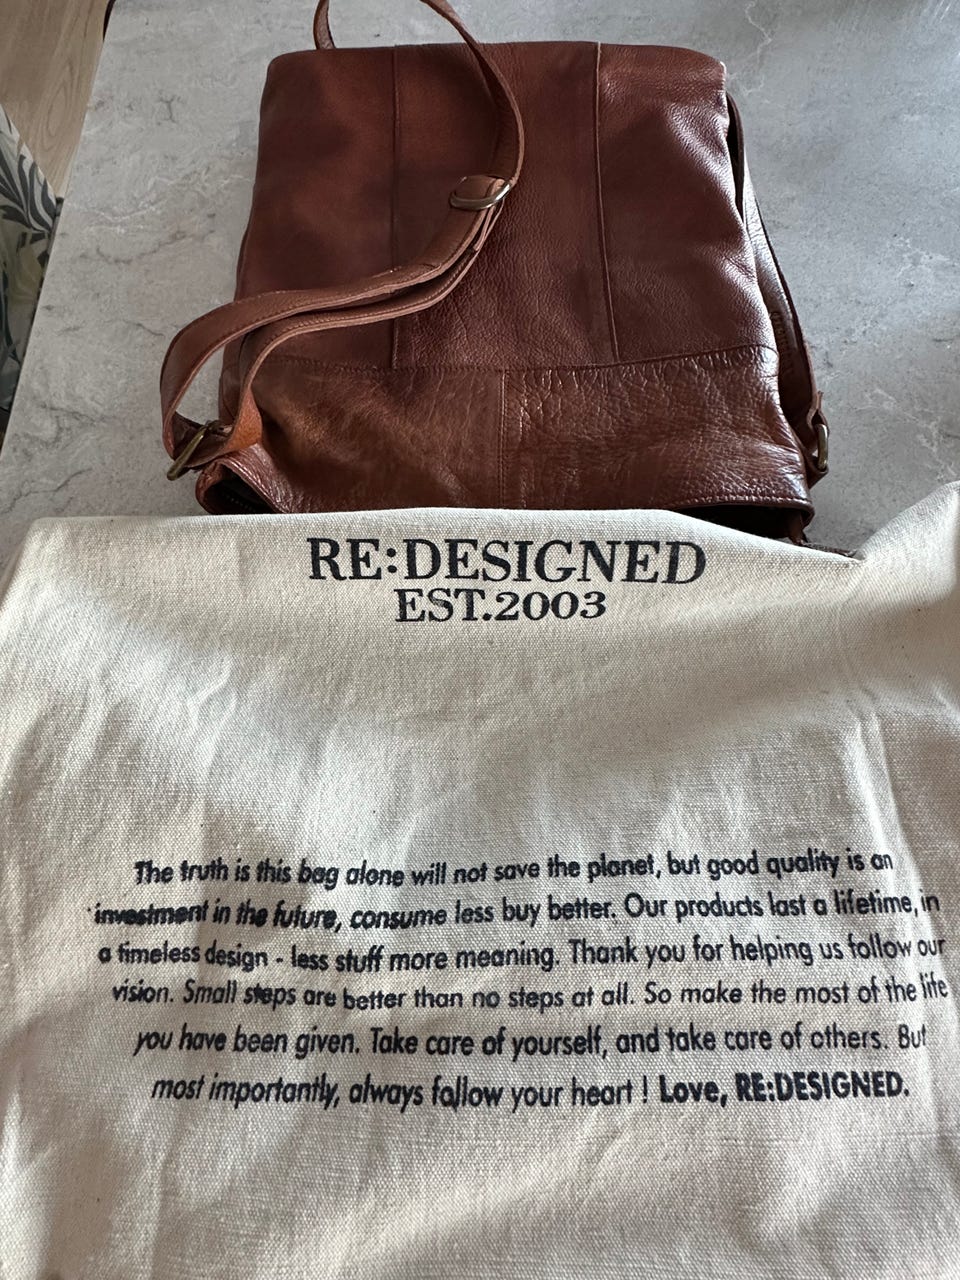 RE:DESIGNED
EST.2003
The truth is this bag alone will not save the planet, but good quality is an
investment in the future, consume less buy better. Our products last a lifetime, in
a timeless design - less stuff more meaning. Thank you for helping us follow our
vision. Small steps are better than no steps at all. So make the most of the life
you have been given. Take care of yourself, and take care of others. But
most importantly, always follow your heart ! Love, RE:DESIGNED.